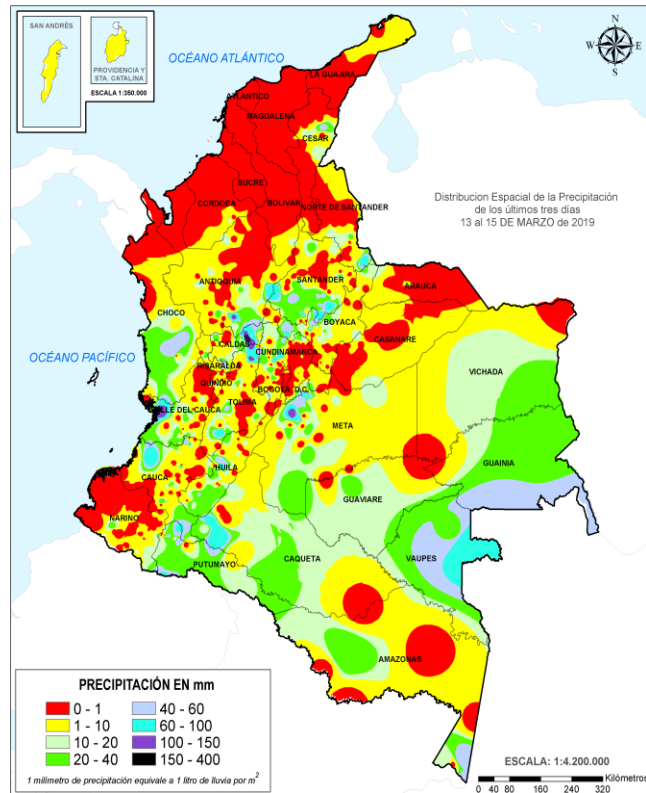 SAN ANDRÉS
PROVIDENCIA Y
STA. CATALINA
ESCALA 1:350.000
OCÉANO ATLÁNTICO
N
W E
S
LA GUAJIRA
ATLANTICO
MAGDALENA
CESAR
SUCRE
CORDOBA
BOLIVAR
NORTE DE SANTANDER
Distribucion Espacial de la Precipitación
de los últimos tres días
13 al 15 DE MARZO de 2019
ANTIOQUIA
SANTANDER
ARAUCA
CHOCO
BOYACA
OCÉANO PACÍFICO
CALDAS
CASANARE
CUNDINAMARCA
RISARALDA
VICHADA
QUINDIO
BOGOTA, D.C.
TOLIMA
VALLE DEL CAUCA
META
GUAINIA
HUILA
CAUCA
GUAVIARE
NARIÑO
VAUPES
CAQUETA
PUTUMAYO
AMAZONAS
PRECIPITACIÓN EN mm
0 - 1
40 - 60
1 - 10
60 - 100
10 - 20
100 - 150
20 - 40
150 - 400
1 milimetro de precipitación equivale a 1 litro de lluvia por m²
ESCALA: 1:4.200.000
Kilómetros
0 40 80 160 240 320